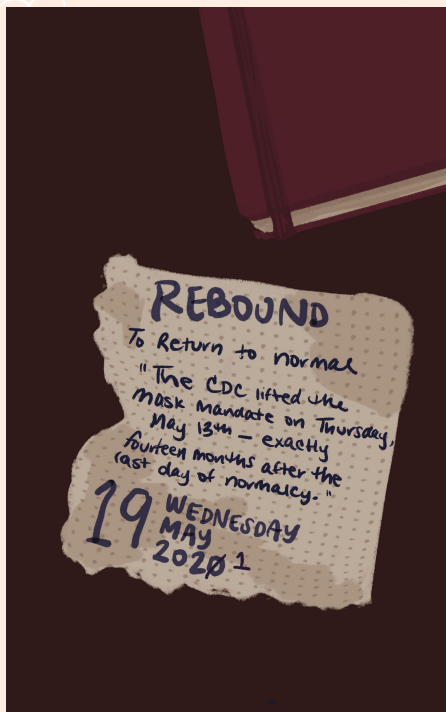 REBOUND
To Return to normal
"The CDC lifted the
mask mandate on Thursday,
May 13th — exactly
fourteen months after the
last day of normalcy."
19 WEDNESDAY
MAY
2020 1